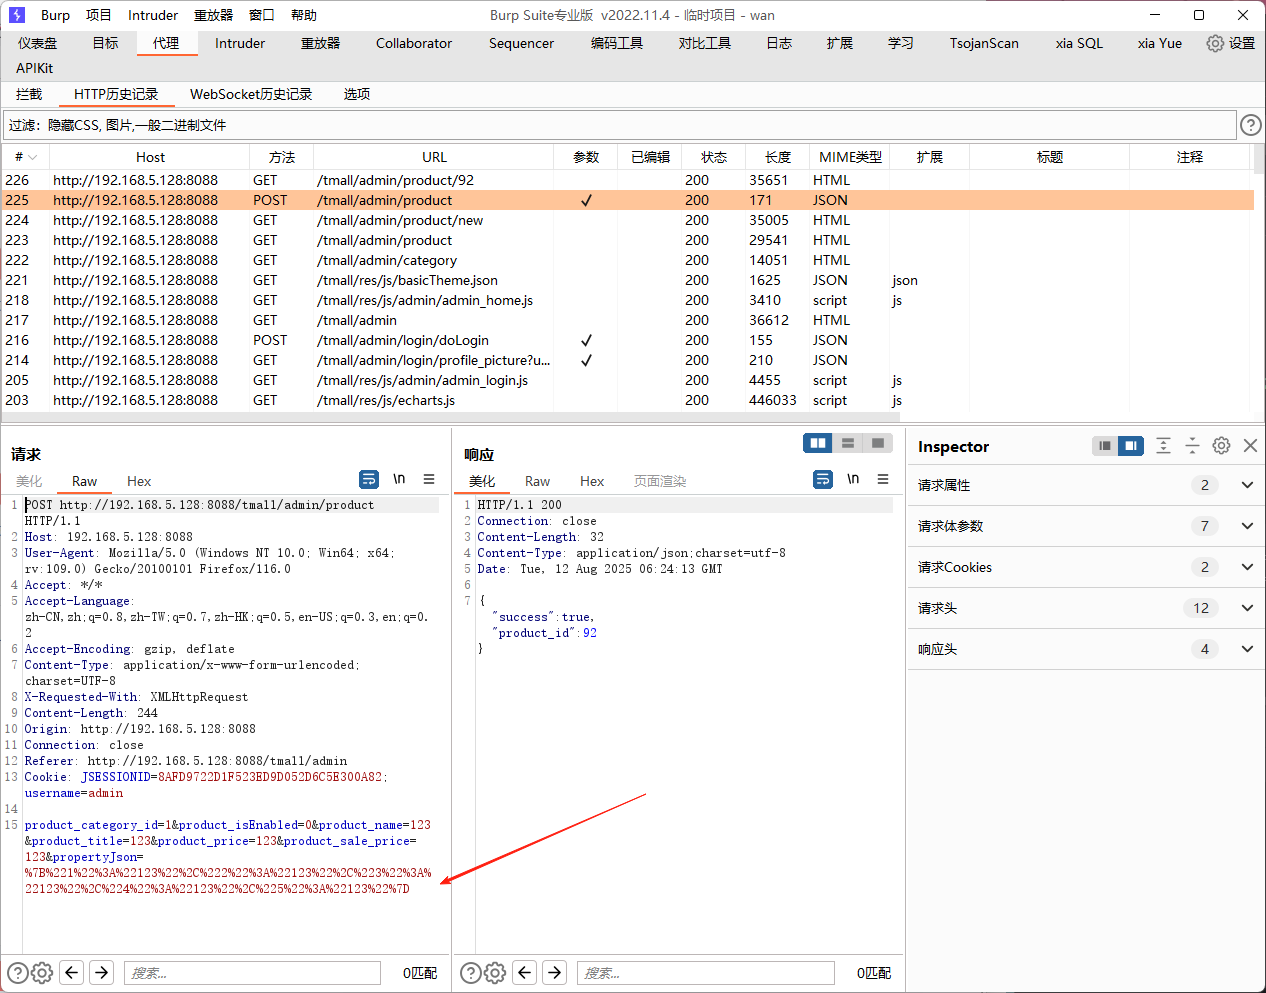 Burp 项目 Intruder 重放器 窗口 帮助 Burp Suite专业版 v2022.11.4 - 临时项目 - wan
仪表盘 目标 代理 Intruder 重放器 Collaborator Sequencer 编码工具 对比工具 日志 扩展 学习 TsojanScan xia SQL xia Yue 设置
APIKit
拦截 HTTP历史记录 WebSocket历史记录 选项
过滤：隐藏CSS, 图片,一般二进制文件
# Host 方法 URL 参数 已编辑 状态 长度 MIME类型 扩展 标题 注释
226 http://192.168.5.128:8088 GET /tmall/admin/product/92 200 35651 HTML
225 http://192.168.5.128:8088 POST /tmall/admin/product ✓ 200 171 JSON
224 http://192.168.5.128:8088 GET /tmall/admin/product/new 200 35005 HTML
223 http://192.168.5.128:8088 GET /tmall/admin/product 200 29541 HTML
222 http://192.168.5.128:8088 GET /tmall/admin/category 200 14051 HTML
221 http://192.168.5.128:8088 GET /tmall/res/js/basicTheme.json 200 1625 JSON json
218 http://192.168.5.128:8088 GET /tmall/res/js/admin/admin_home.js 200 3410 script js
217 http://192.168.5.128:8088 GET /tmall/admin 200 36612 HTML
216 http://192.168.5.128:8088 POST /tmall/admin/login/doLogin ✓ 200 155 JSON
214 http://192.168.5.128:8088 GET /tmall/admin/login/profile_picture?u... ✓ 200 210 JSON
205 http://192.168.5.128:8088 GET /tmall/res/js/admin/admin_login.js 200 4455 script js
203 http://192.168.5.128:8088 GET /tmall/res/js/echarts.js 200 446033 script js
请求
美化 Raw Hex \n
1 POST http://192.168.5.128:8088/tmall/admin/product
HTTP/1.1
2 Host: 192.168.5.128:8088
3 User-Agent: Mozilla/5.0 (Windows NT 10.0; Win64; x64;
rv:109.0) Gecko/20100101 Firefox/116.0
4 Accept: */*
5 Accept-Language:
zh-CN,zh;q=0.8,zh-TW;q=0.7,zh-HK;q=0.5,en-US;q=0.3,en;q=0.
2
6 Accept-Encoding: gzip, deflate
7 Content-Type: application/x-www-form-urlencoded;
charset=UTF-8
8 X-Requested-With: XMLHttpRequest
9 Content-Length: 244
10 Origin: http://192.168.5.128:8088
11 Connection: close
12 Referer: http://192.168.5.128:8088/tmall/admin
13 Cookie: JSESSIONID=8AFD9722D1F523ED9D052D6C5E300A82;
username=admin
14
15 product_category_id=1&product_isEnabled=0&product_name=123
&product_title=123&product_price=123&product_sale_price=
123&propertyJson=
%7B%221%22%3A%22123%22%2C%222%22%3A%22123%22%2C%223%22%3A%
22123%22%2C%224%22%3A%22123%22%2C%225%22%3A%22123%22%7D
搜索... 0匹配
响应
美化 Raw Hex 页面渲染 \n
1 HTTP/1.1 200
2 Connection: close
3 Content-Length: 32
4 Content-Type: application/json;charset=utf-8
5 Date: Tue, 12 Aug 2025 06:24:13 GMT
6
7 {
"success":true,
"product_id":92
}
搜索... 0匹配
Inspector
请求属性 2
请求体参数 7
请求Cookies 2
请求头 12
响应头 4